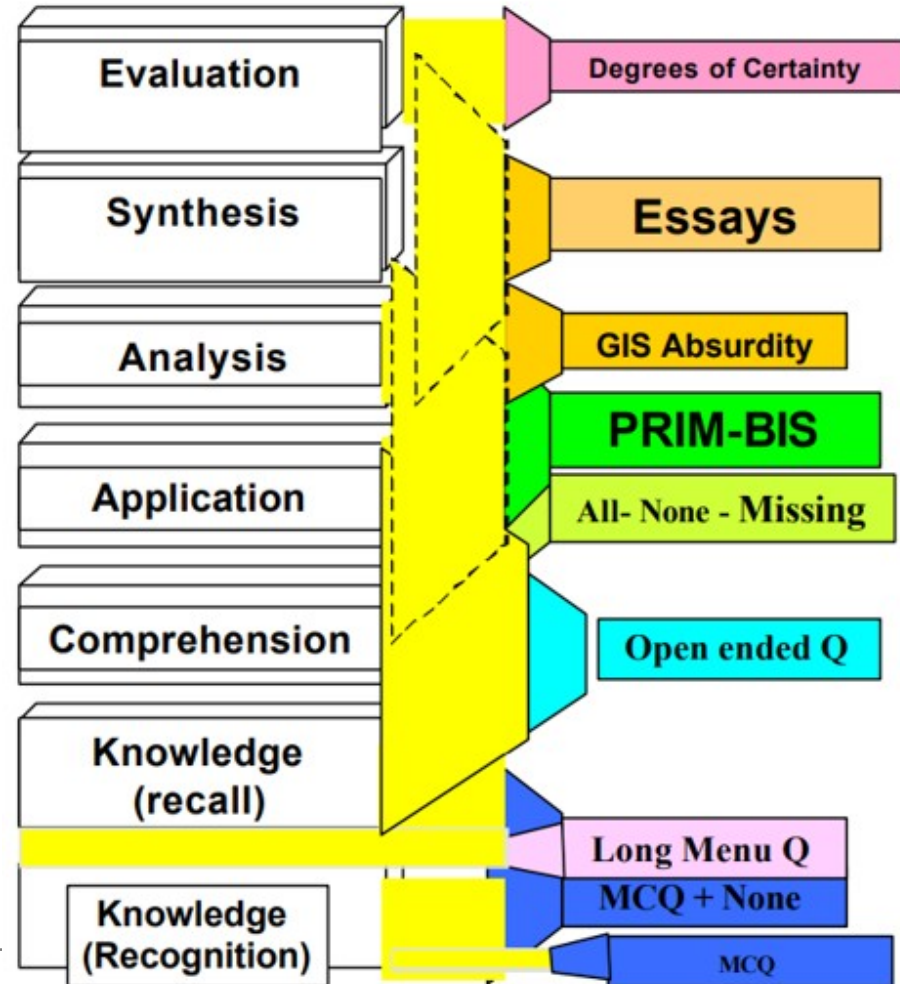 Evaluation
Degrees of Certainty
Synthesis
Essays
Analysis
GIS Absurdity
PRIM-BIS
Application
All- None - Missing
Comprehension
Open ended Q
Knowledge
(recall)
Long Menu Q
MCQ + None
Knowledge
(Recognition)
MCQ